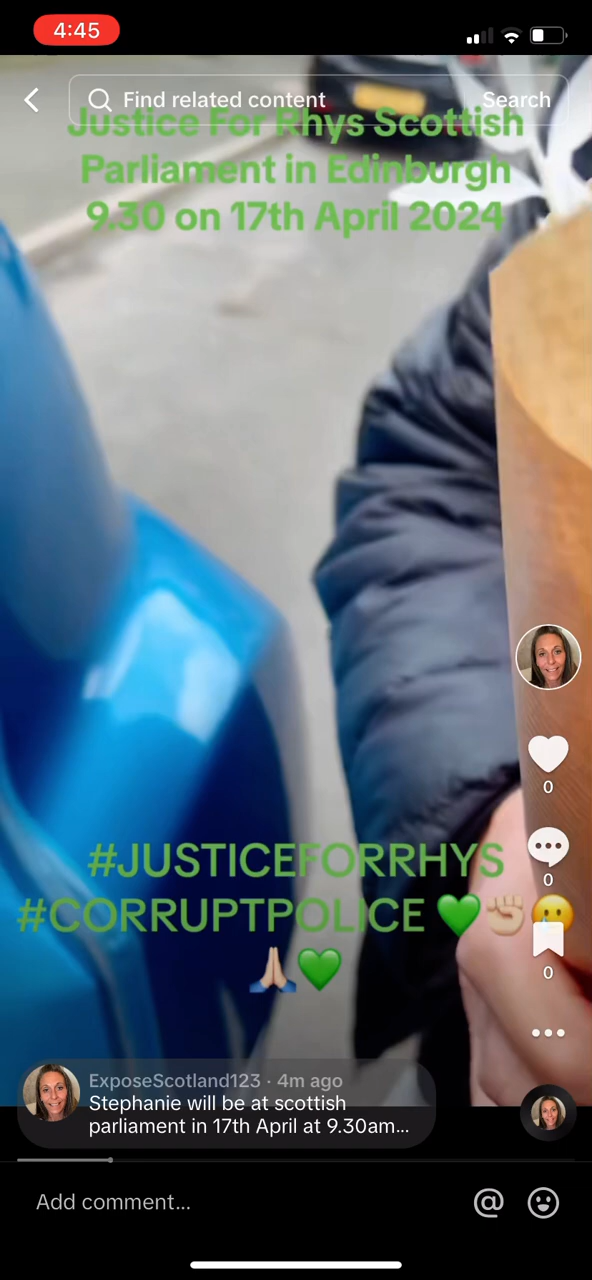 4:45
Find related content
Search
Justice For Rhys Scottish
Parliament in Edinburgh
9.30 on 17th April 2024
0
0
0
#JUSTICEFORRHYS
#CORRUPTPOLICE 💚✊🏼🤫
🙏🏻💚
ExposeScotland123 · 4m ago
Stephanie will be at scottish
parliament in 17th April at 9.30am...
Add comment...